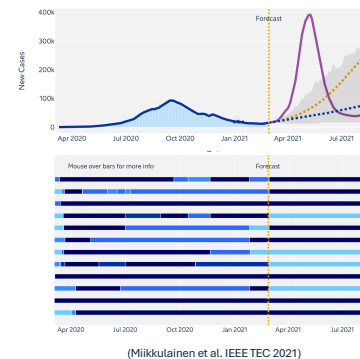 400k
Forecast
300k
New Cases
200k
100k
0
Apr 2020 Jul 2020 Oct 2020 Jan 2021 Apr 2021 Jul 2021
Mouse over bars for more info Forecast
Apr 2020 Jul 2020 Oct 2020 Jan 2021 Apr 2021 Jul 2021
(Miikkulainen et al. IEEE TEC 2021)